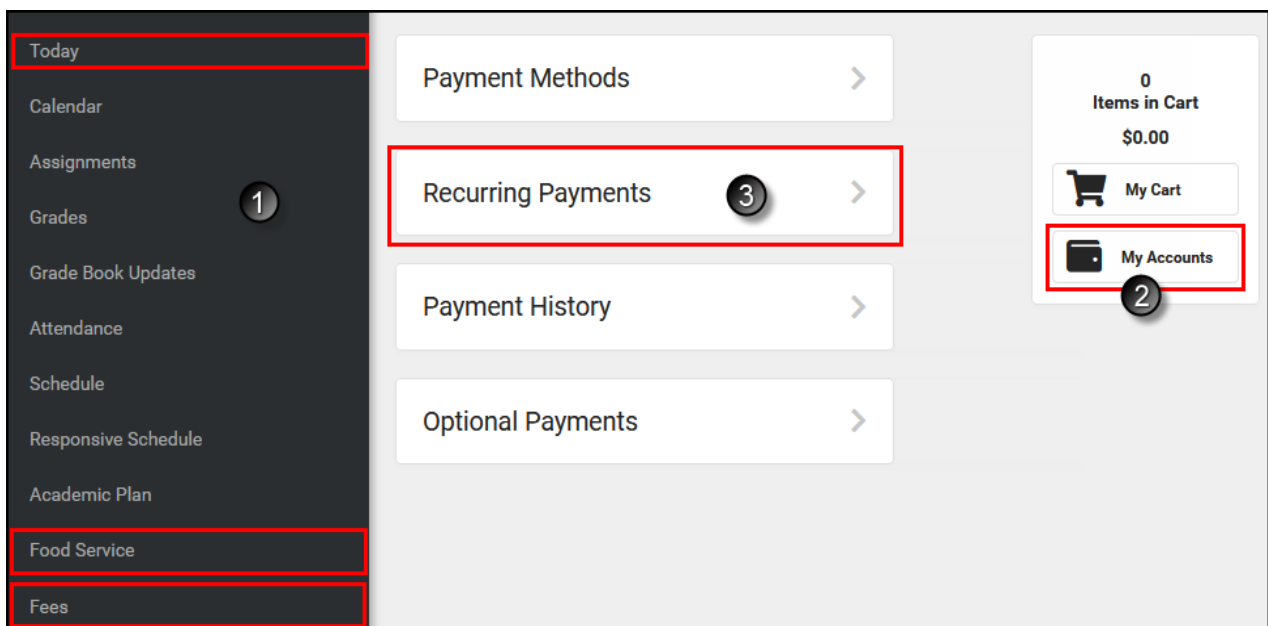 Today
Calendar
Assignments
1
Grades
Grade Book Updates
Attendance
Schedule
Responsive Schedule
Academic Plan
Food Service
Fees
Payment Methods
Recurring Payments
3
Payment History
Optional Payments
0
Items in Cart
$0.00
My Cart
My Accounts
2